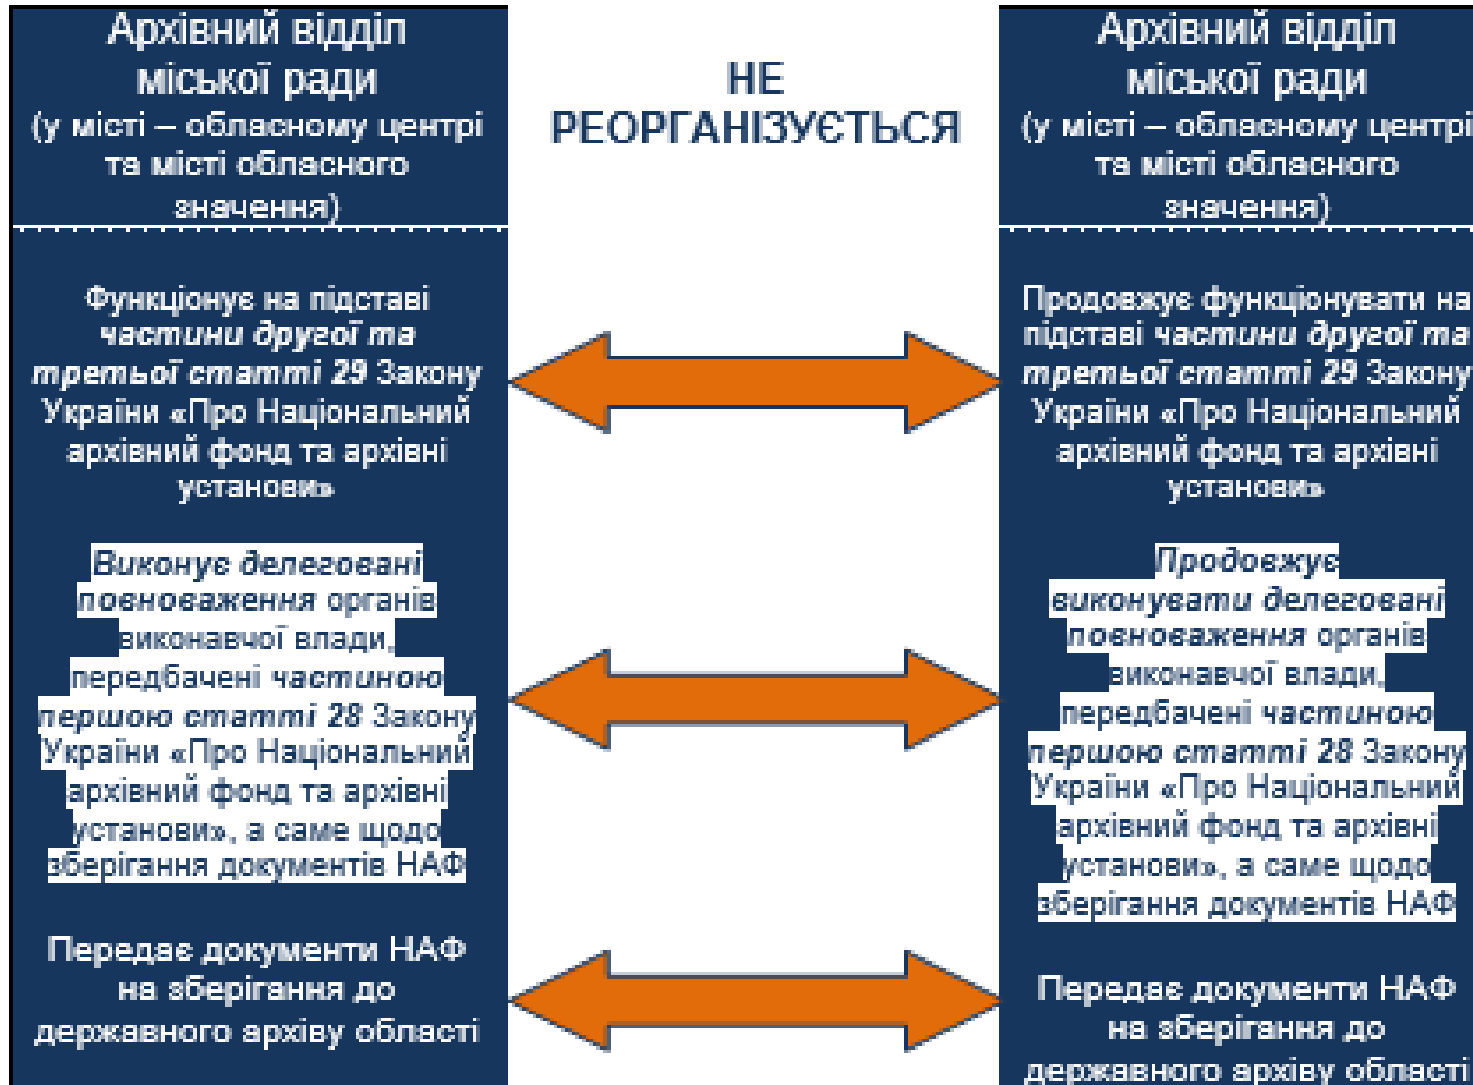 Архівний відділ
міської ради
(у місті – обласному центрі
та місті обласного
значення)
Функціонує на підставі
частини другої та
третьої статті 29 Закону
України «Про Національний
архівний фонд та архівні
установи»
Виконує делеговані
повноваження органів
виконавчої влади,
передбачені частиною
першою статті 28 Закону
України «Про Національний
архівний фонд та архівні
установи», а саме щодо
зберігання документів НАФ
Передає документи НАФ
на зберігання до
державного архіву області
НЕ
РЕОРГАНІЗУЄТЬСЯ
Архівний відділ
міської ради
(у місті – обласному центрі
та місті обласного
значення)
Продовжує функціонувати на
підставі частини другої та
третьої статті 29 Закону
України «Про Національний
архівний фонд та архівні
установи»
Продовжує
виконувати делеговані
повноваження органів
виконавчої влади,
передбачені частиною
першою статті 28 Закону
України «Про Національний
архівний фонд та архівні
установи», а саме щодо
зберігання документів НАФ
Передає документи НАФ
на зберігання до
державного архіву області